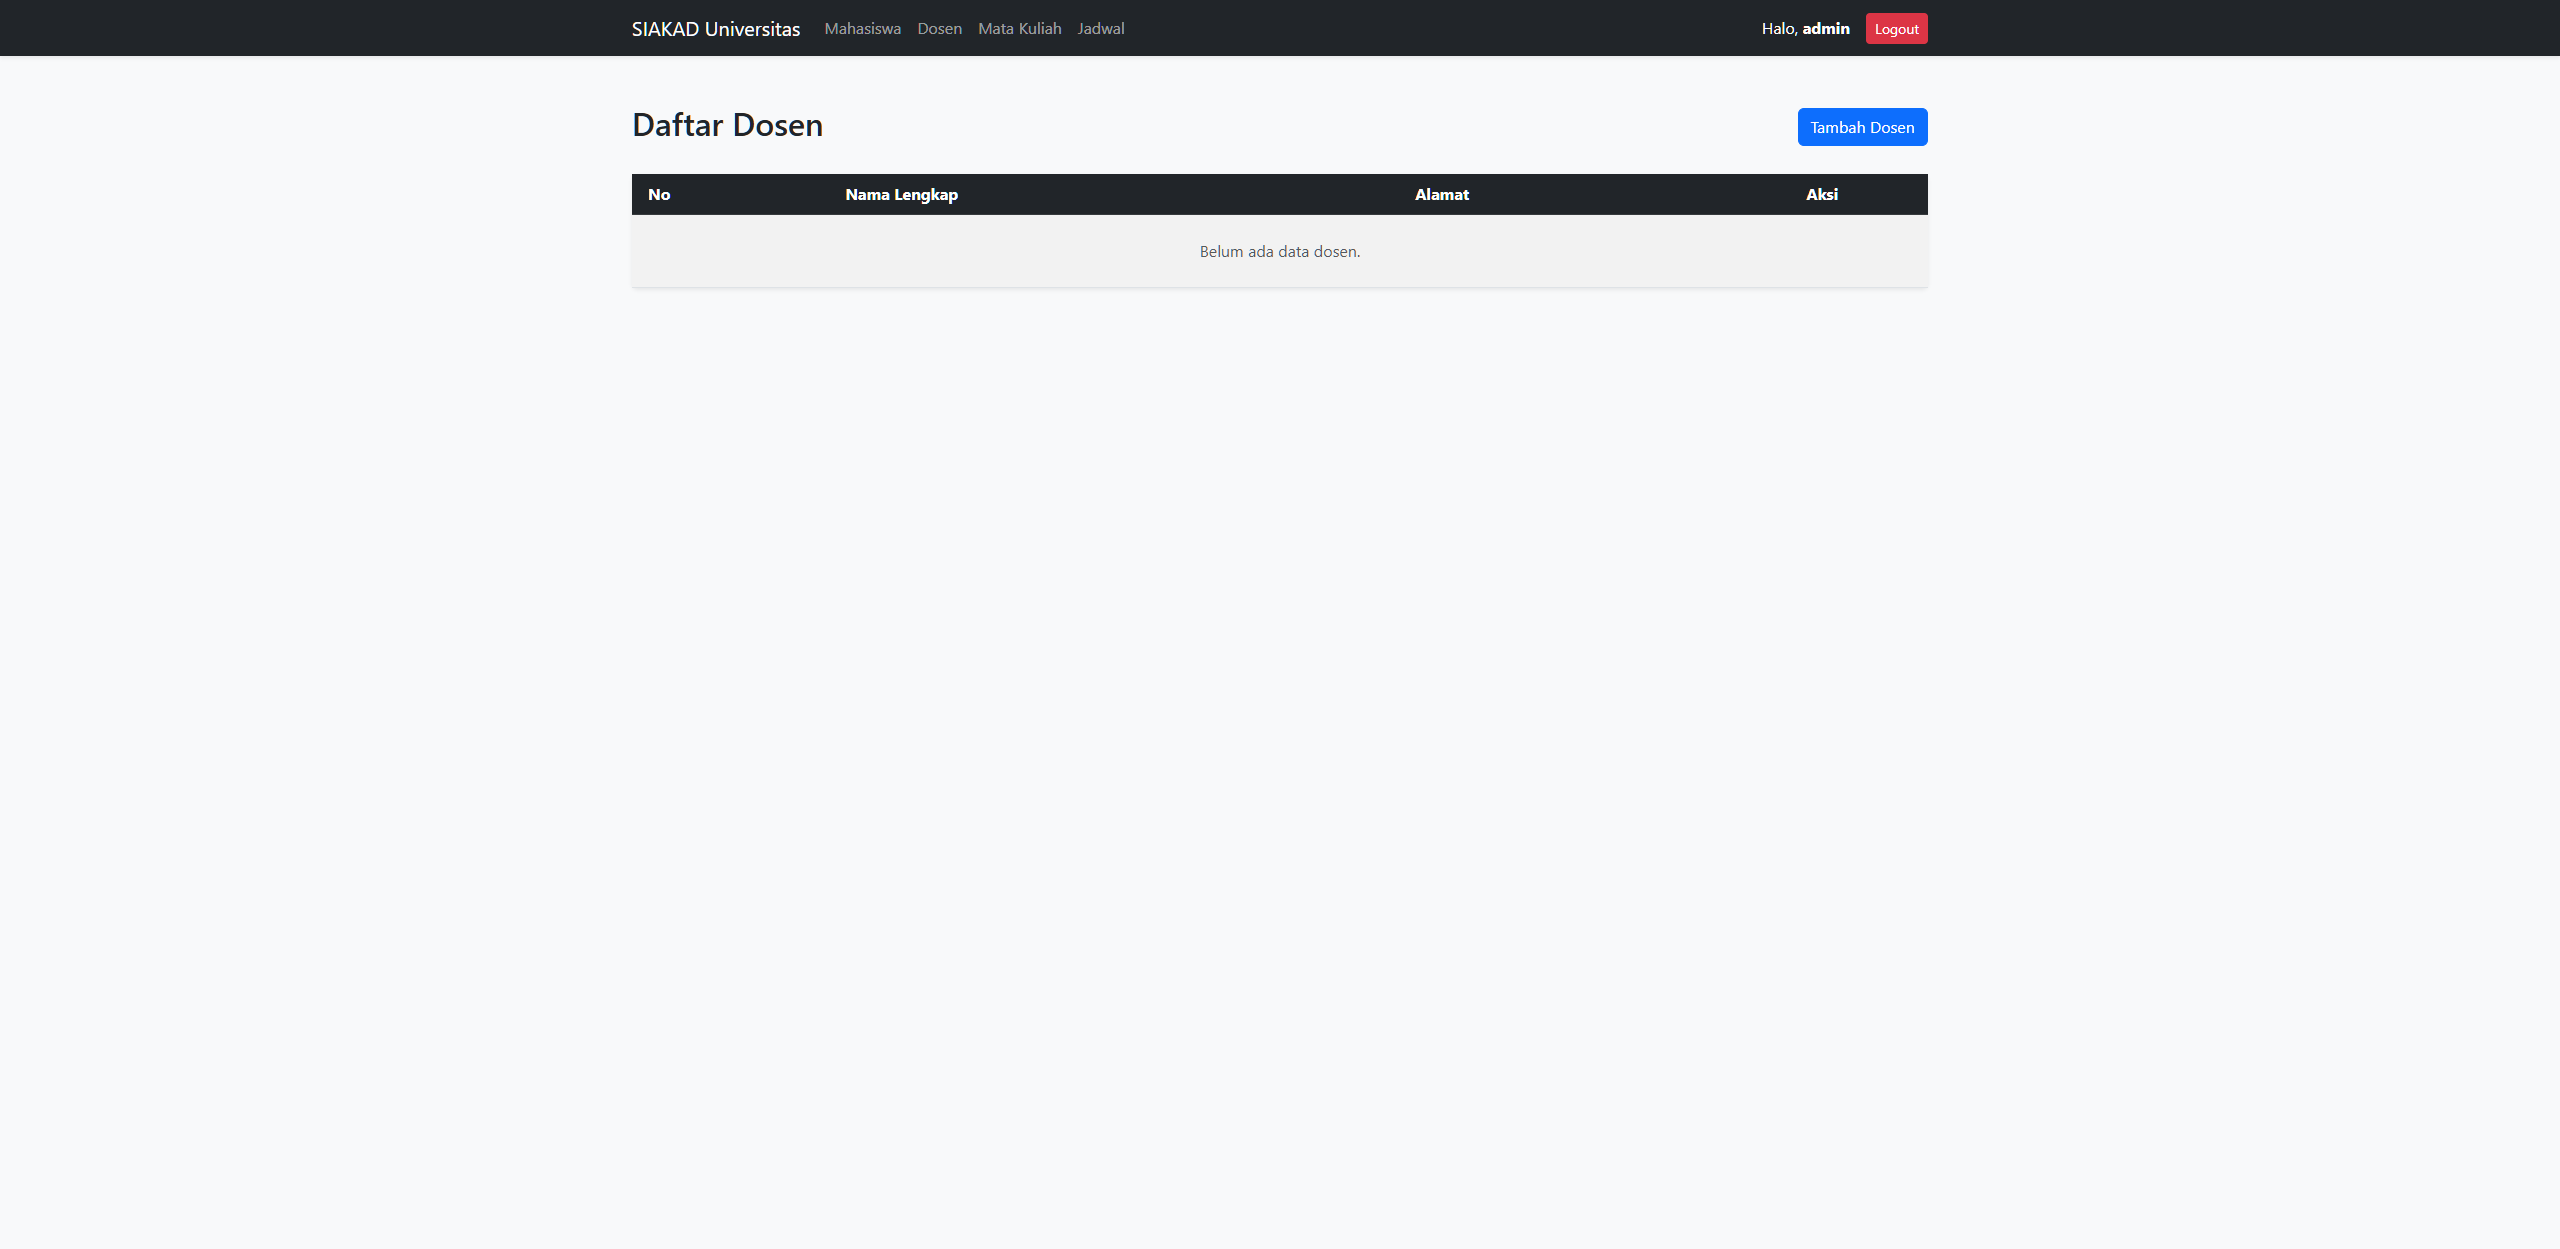 SIAKAD Universitas Mahasiswa Dosen Mata Kuliah Jadwal Halo, admin Logout
Daftar Dosen Tambah Dosen
No Nama Lengkap Alamat Aksi
Belum ada data dosen.